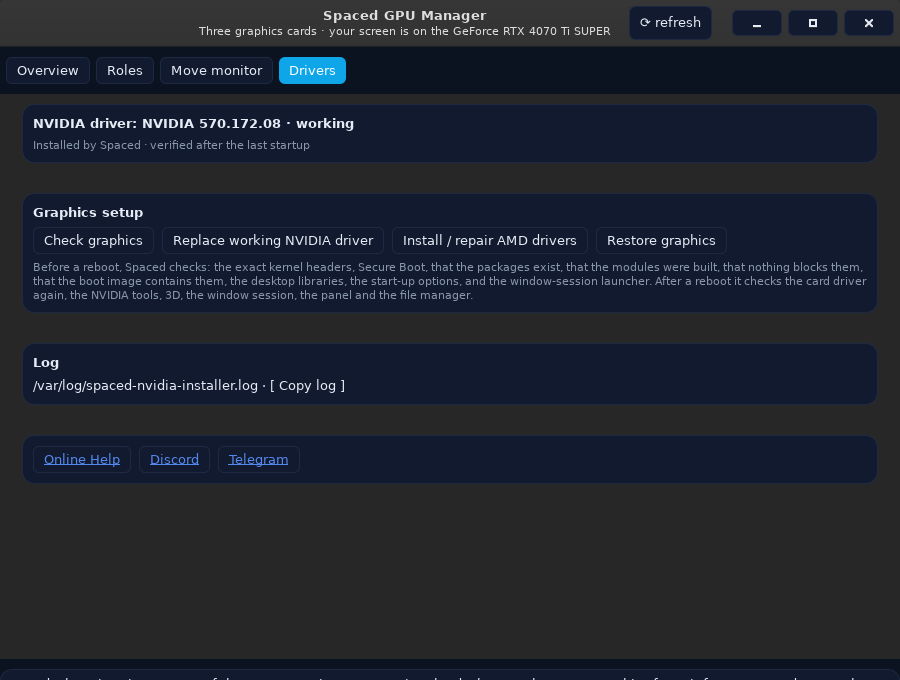 Spaced GPU Manager
Three graphics cards · your screen is on the GeForce RTX 4070 Ti SUPER
⟳ refresh
Overview
Roles
Move monitor
Drivers
NVIDIA driver: NVIDIA 570.172.08 · working
Installed by Spaced · verified after the last startup
Graphics setup
Check graphics
Replace working NVIDIA driver
Install / repair AMD drivers
Restore graphics
Before a reboot, Spaced checks: the exact kernel headers, Secure Boot, that the packages exist, that the modules were built, that nothing blocks them,
that the boot image contains them, the desktop libraries, the start-up options, and the window-session launcher. After a reboot it checks the card driver
again, the NVIDIA tools, 3D, the window session, the panel and the file manager.
Log
/var/log/spaced-nvidia-installer.log · [ Copy log ]
Online Help
Discord
Telegram